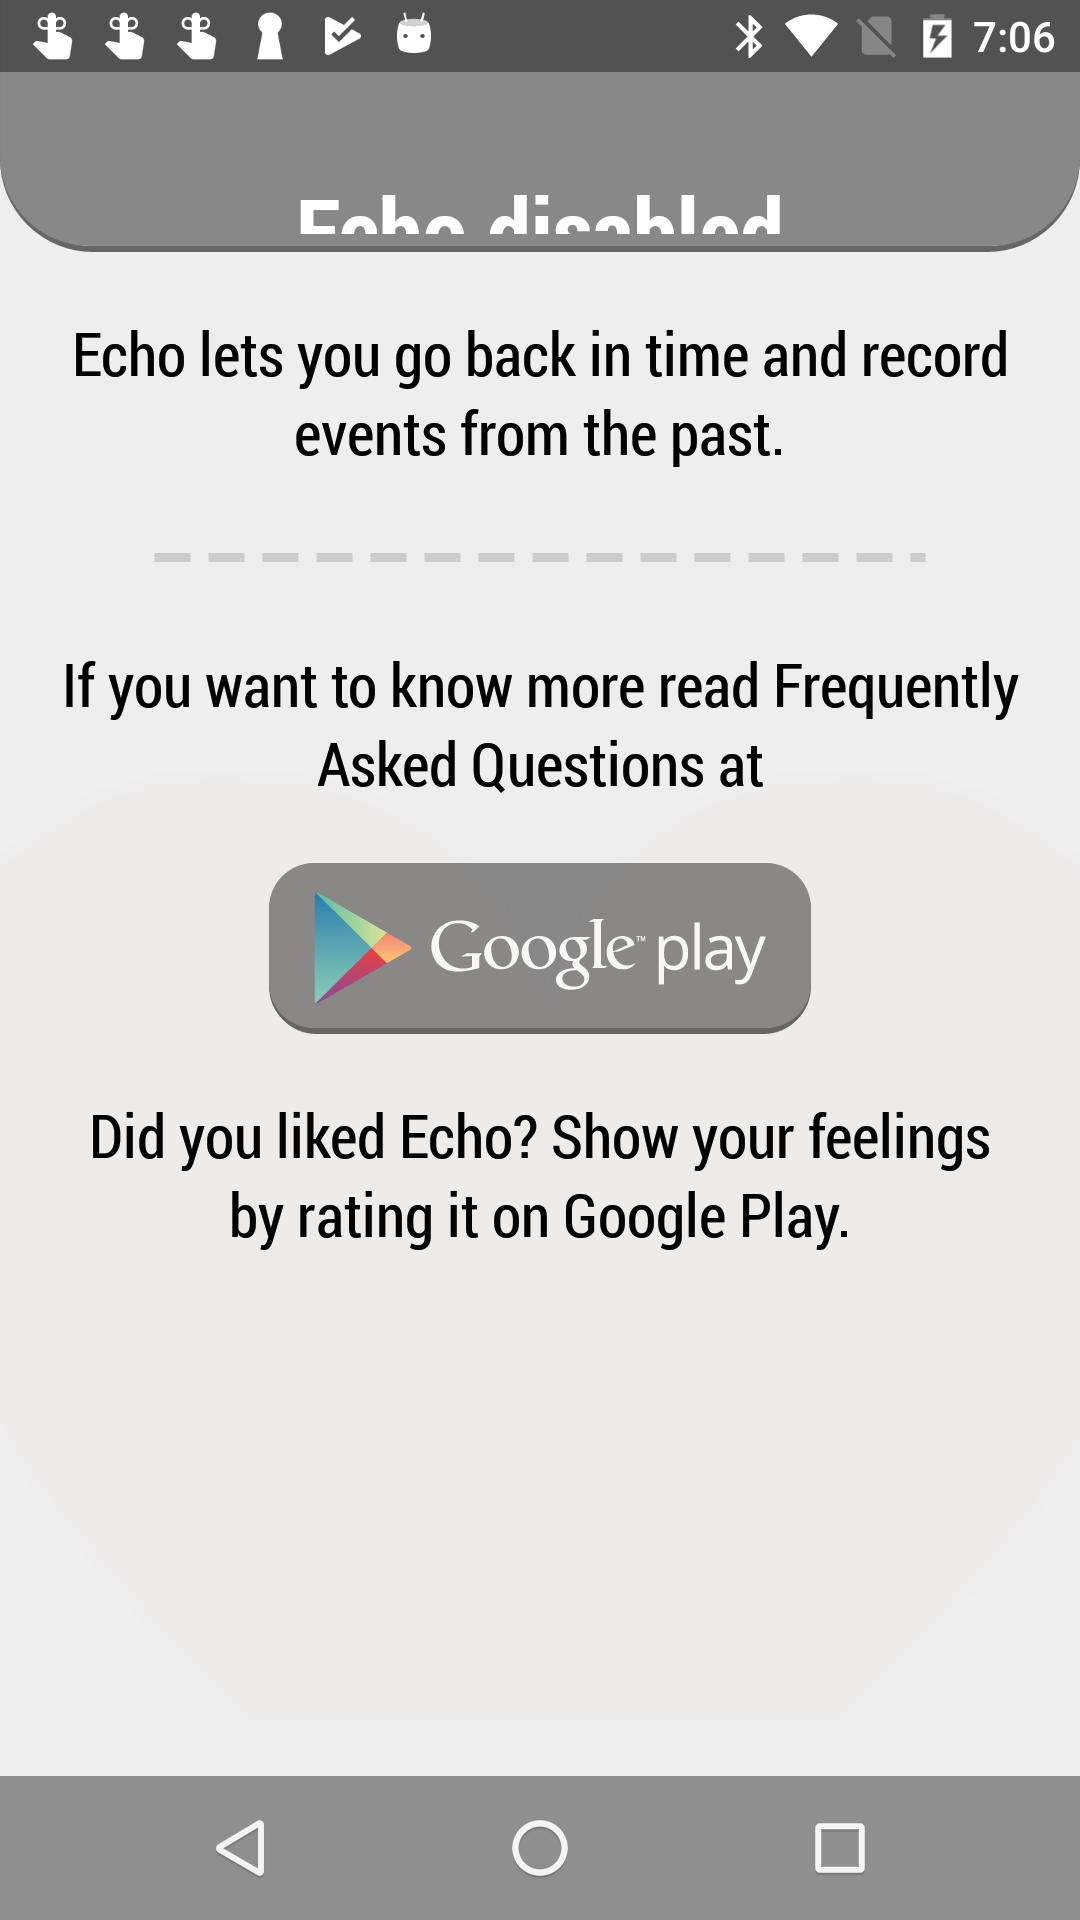 7:06
Echo disabled
Echo lets you go back in time and record
events from the past.
If you want to know more read Frequently
Asked Questions at
Google™ play
Did you liked Echo? Show your feelings
by rating it on Google Play.